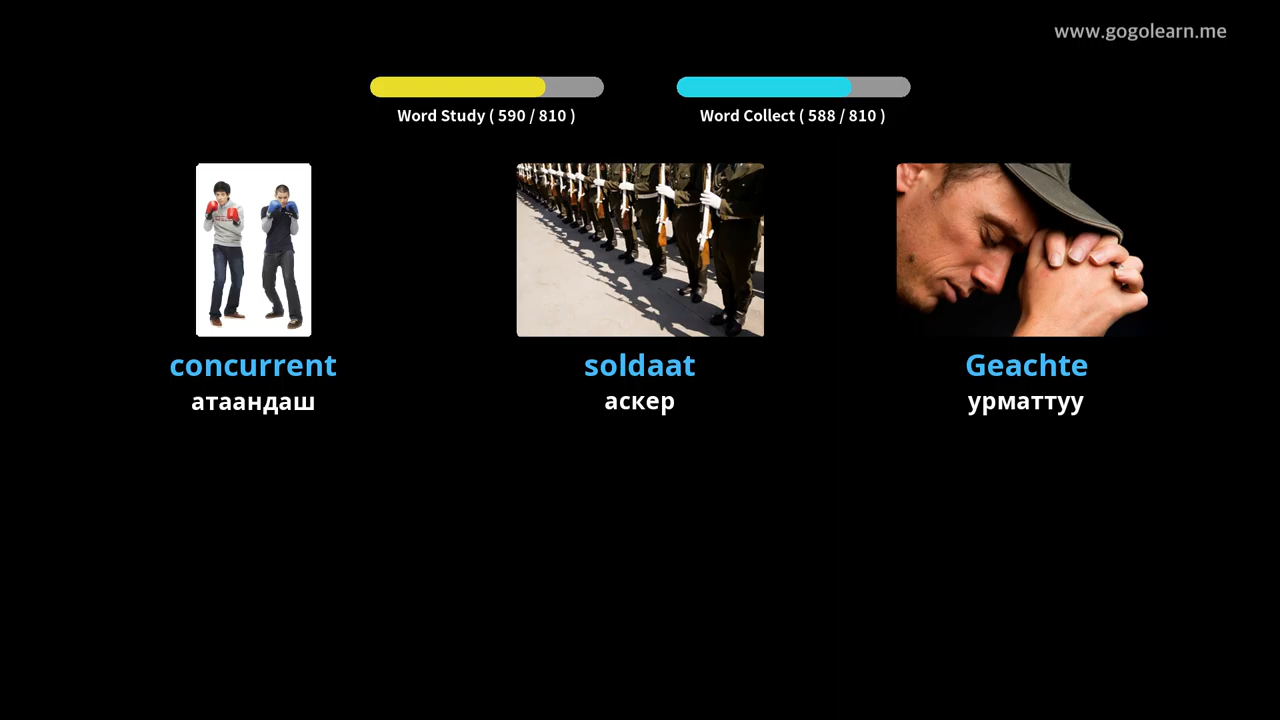 www.gogolearn.me
Word Study ( 590 / 810 )
Word Collect ( 588 / 810 )
concurrent
soldaat
Geachte
атаандаш
аскер
урматтуу